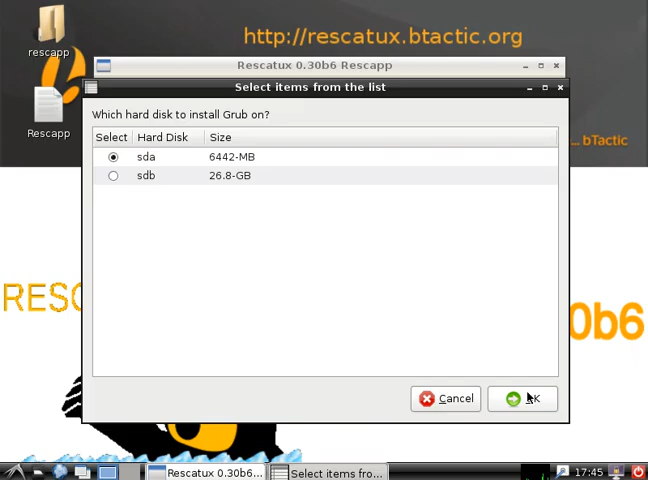 rescapp
Rescapp
http://rescatux.btactic.org
... bTactic
Rescatux 0.30b6 Rescapp
Select items from the list
Which hard disk to install Grub on?
Select Hard Disk Size
sda 6442-MB
sdb 26.8-GB
Cancel
OK
RESC
0b6
Rescatux 0.30b6...
Select items fro...
17:45